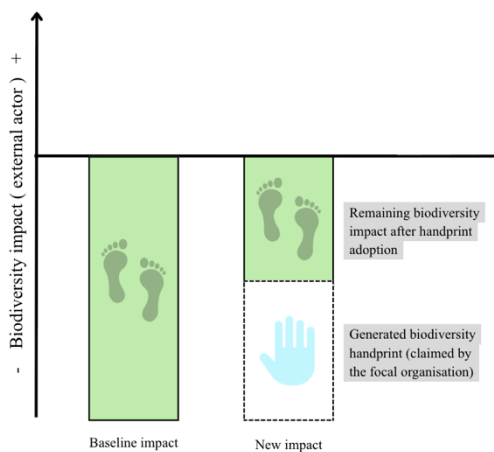 - Biodiversity impact ( external actor ) +
Remaining biodiversity
impact after handprint
adoption
Generated biodiversity
handprint (claimed by
the focal organisation)
Baseline impact
New impact